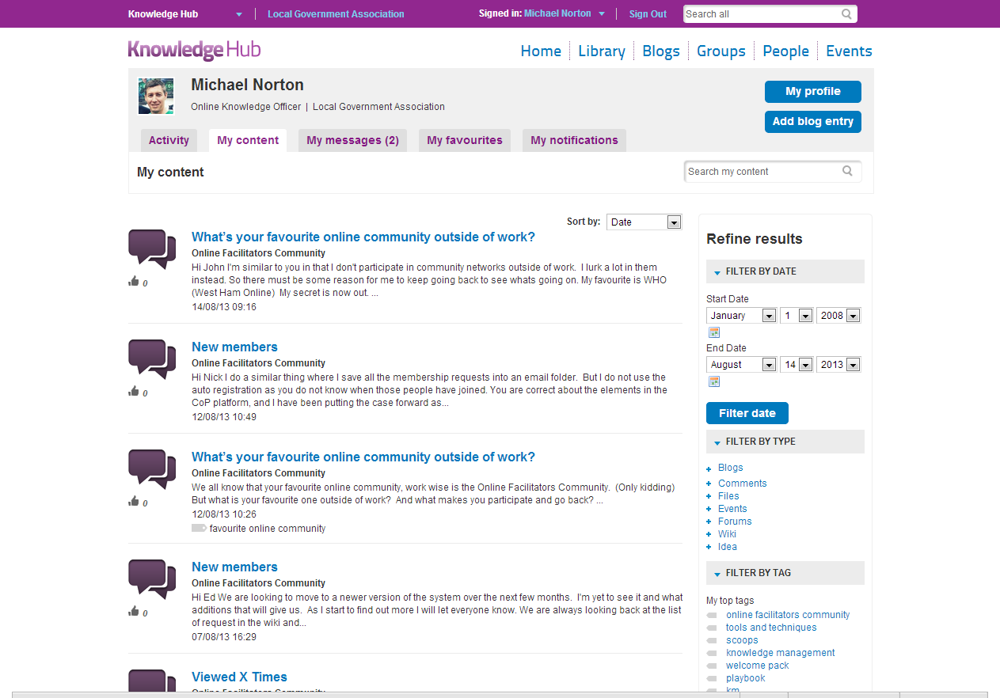 Knowledge Hub
Local Government Association
Signed in: Michael Norton
Sign Out
Search all
Knowledge Hub
Home
Library
Blogs
Groups
People
Events
Michael Norton
Online Knowledge Officer | Local Government Association
My profile
Add blog entry
Activity
My content
My messages (2)
My favourites
My notifications
My content
Search my content
Sort by:
Date
What's your favourite online community outside of work?
Online Facilitators Community
Hi John I'm similar to you in that I don't participate in community networks outside of work.  I lurk a lot in them
instead. So there must be some reason for me to keep going back to see whats going on. My favourite is WHO
(West Ham Online)  My secret is now out. ...
14/08/13 09:16
0
New members
Online Facilitators Community
Hi Nick I do a similar thing where I save all the membership requests into an email folder.  But I do not use the
auto registration as you do not know when those people have joined. You are correct about the elements in the
CoP platform, and I have been putting the case forward as...
12/08/13 10:49
0
What's your favourite online community outside of work?
Online Facilitators Community
We all know that your favourite online community, work wise is the Online Facilitators Community.  (Only kidding)
But what is your favourite one outside of work?  And what makes you participate and go back? ...
12/08/13 10:26
favourite online community
0
New members
Online Facilitators Community
Hi Ed We are looking to move to a newer version of the system over the next few months.  I'm yet to see it and what
additions that will give us.  As I start to find out more I will let everyone know. We are always looking back at the list
of request in the wiki and...
07/08/13 16:29
0
Viewed X Times
Online Facilitators Community
Refine results
FILTER BY DATE
Start Date
January 1 2008
End Date
August 14 2013
Filter date
FILTER BY TYPE
Blogs
Comments
Files
Events
Forums
Wiki
Idea
FILTER BY TAG
My top tags
online facilitators community
tools and techniques
scoops
knowledge management
welcome pack
playbook
km